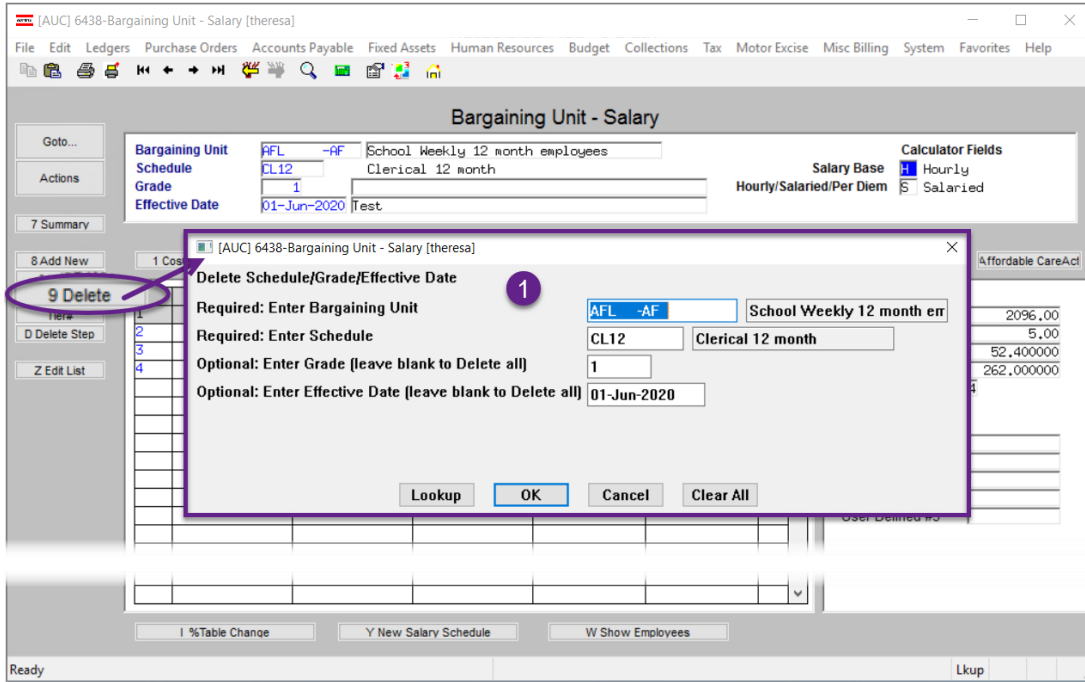 [AUC] 6438-Bargaining Unit - Salary [theresa]
File Edit Ledgers Purchase Orders Accounts Payable Fixed Assets Human Resources Budget Collections Tax Motor Excise Misc Billing System Favorites Help
Bargaining Unit - Salary
Goto...
Actions
7 Summary
8 Add New
9 Delete
Tier#
D Delete Step
Z Edit List
Bargaining Unit AFL -AF School Weekly 12 month employees
Schedule CL12 Clerical 12 month
Grade 1
Effective Date 01-Jun-2020 Test
Calculator Fields
Salary Base H Hourly
Hourly/Salaried/Per Diem S Salaried
1 Cos
Affordable CareAct
1
2
3
4
2096.00
5.00
52.400000
262.000000
4
[AUC] 6438-Bargaining Unit - Salary [theresa]
Delete Schedule/Grade/Effective Date
1
Required: Enter Bargaining Unit AFL -AF School Weekly 12 month em
Required: Enter Schedule CL12 Clerical 12 month
Optional: Enter Grade (leave blank to Delete all) 1
Optional: Enter Effective Date (leave blank to Delete all) 01-Jun-2020
Lookup OK Cancel Clear All
User Defined #3
I %Table Change Y New Salary Schedule W Show Employees
Ready Lkup